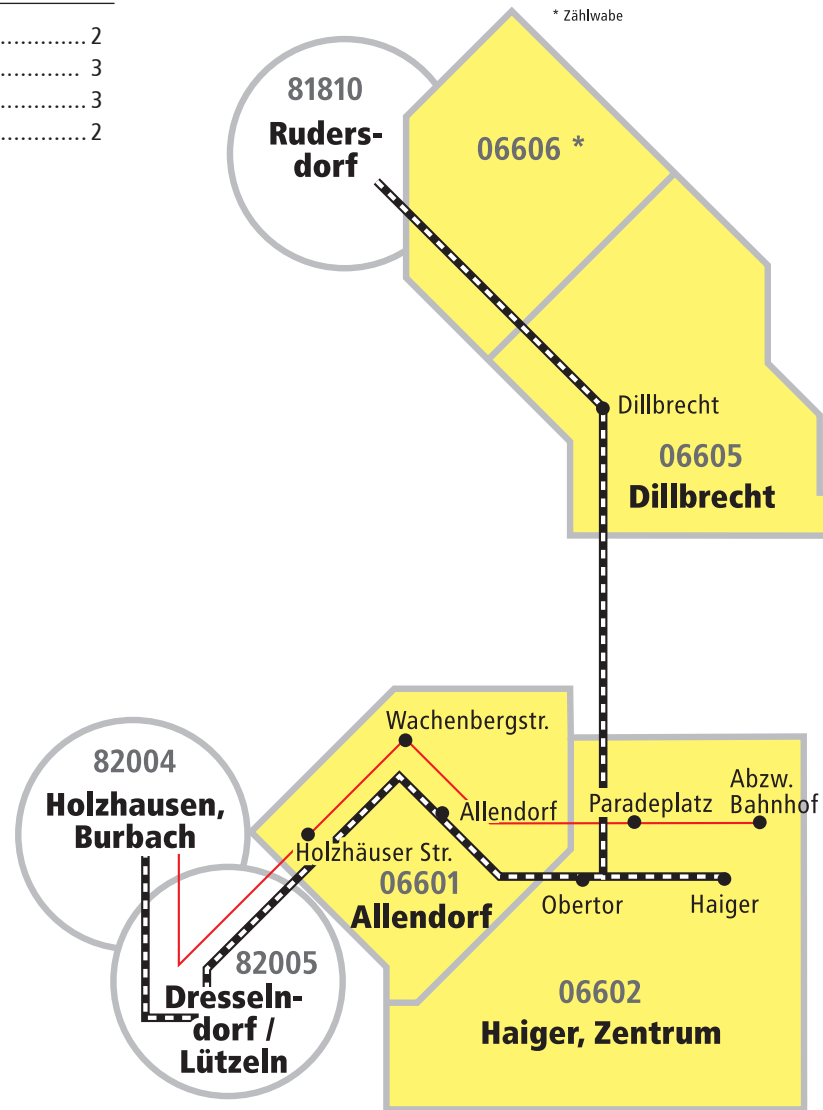 ............. 2
............. 3
............. 3
............. 2
* Zählwabe
81810
Ruders-
dorf
06606 *
Dillbrecht
06605
Dillbrecht
Wachenbergstr.
82004
Holzhausen,
Burbach
Allendorf
Paradeplatz
Abzw.
Bahnhof
Holzhäuser Str.
06601
Allendorf
Obertor
Haiger
82005
Dresseln-
dorf /
Lützeln
06602
Haiger, Zentrum